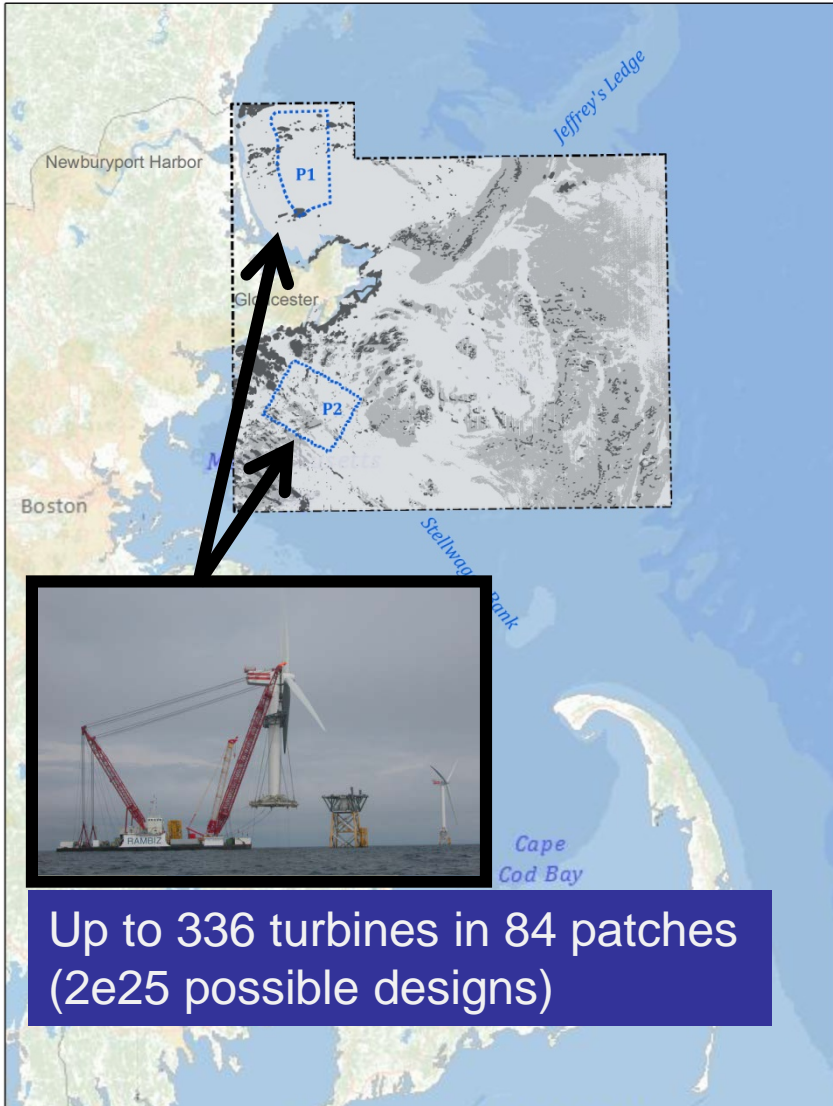 Jeffrey's Ledge
Newburyport Harbor
P1
Gloucester
P2
Boston
Bank
RAMBIZ
Cape
Cod Bay
Up to 336 turbines in 84 patches
(2e25 possible designs)